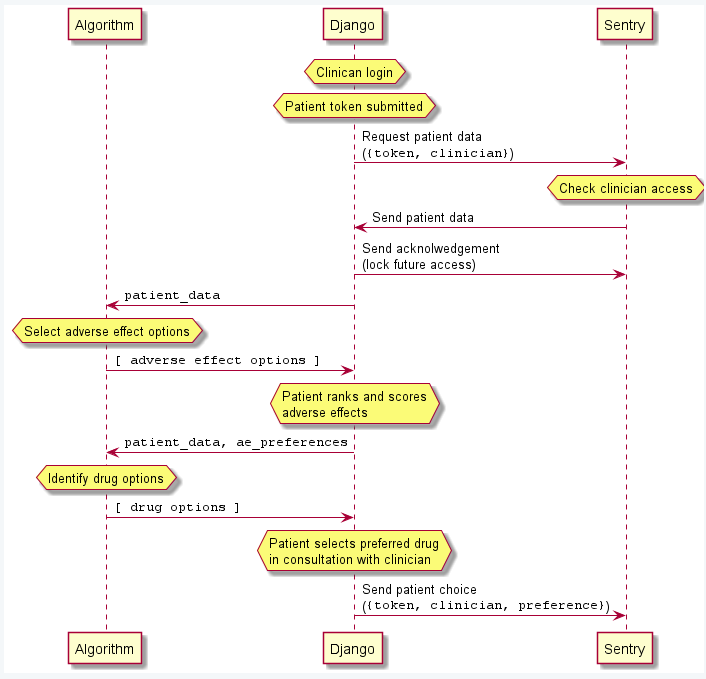 Algorithm Django Sentry
Clinican login
Patient token submitted
Request patient data
({token, clinician})
Check clinician access
Send patient data
Send acknolwedgement
(lock future access)
patient_data
Select adverse effect options
[ adverse effect options ]
Patient ranks and scores
adverse effects
patient_data, ae_preferences
Identify drug options
[ drug options ]
Patient selects preferred drug
in consultation with clinician
Send patient choice
({token, clinician, preference})
Algorithm Django Sentry